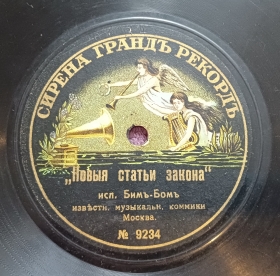 СИРЕНА ГРАНДЪ РЕКОРДЪ
„Новыя статьи закона"
исп. Бимъ-Бомъ
извѣстн. музыкальн. комики
Москва.
№ 9234